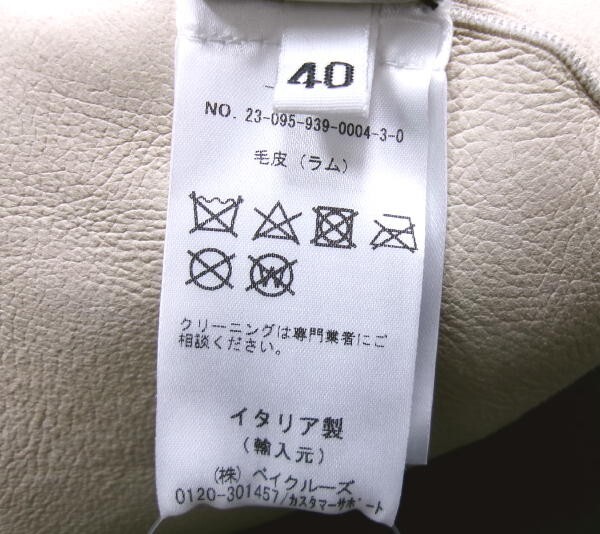 40
NO. 23-095-939-0004-3-0
毛皮（ラム）
W
クリーニングは専門業者にご
相談ください。
イタリア製
（輸入元）
（株）ベイクルーズ
0120-301457/カスタマーサポート